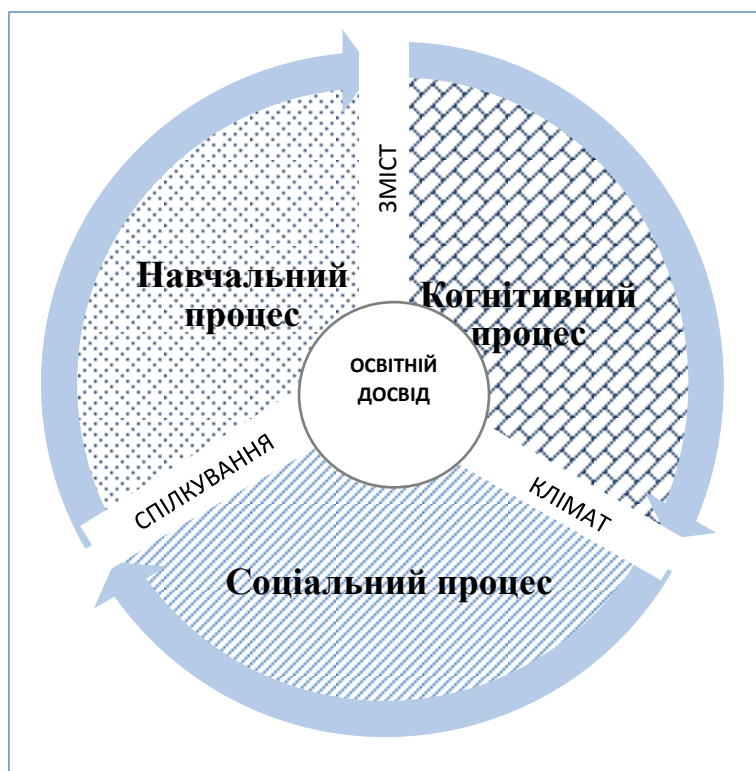 ЗМІСТ
Навчальний
процес
Когнітивний
процес
ОСВІТНІЙ
ДОСВІД
СПІЛКУВАННЯ
КЛІМАТ
Соціальний процес